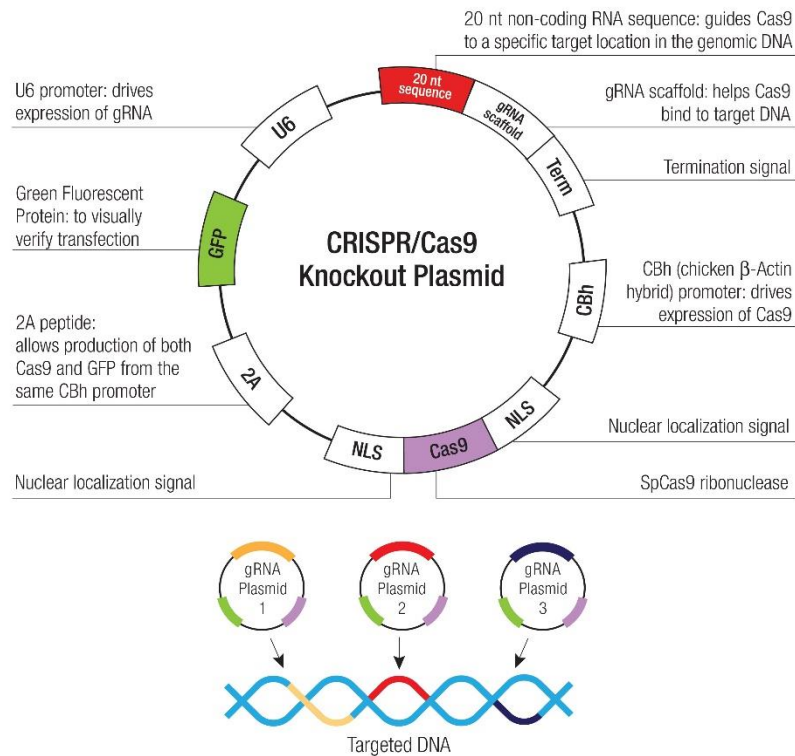 20 nt non-coding RNA sequence: guides Cas9
to a specific target location in the genomic DNA
U6 promoter: drives
expression of gRNA
gRNA scaffold: helps Cas9
bind to target DNA
Termination signal
Green Fluorescent
Protein: to visually
verify transfection
CBh (chicken β-Actin
hybrid) promoter: drives
expression of Cas9
2A peptide:
allows production of both
Cas9 and GFP from the
same CBh promoter
Nuclear localization signal
Nuclear localization signal
SpCas9 ribonuclease
20 nt
sequence
gRNA
scaffold
Term
CBh
NLS
Cas9
NLS
2A
GFP
U6
CRISPR/Cas9
Knockout Plasmid
gRNA
Plasmid
1
gRNA
Plasmid
2
gRNA
Plasmid
3
Targeted DNA